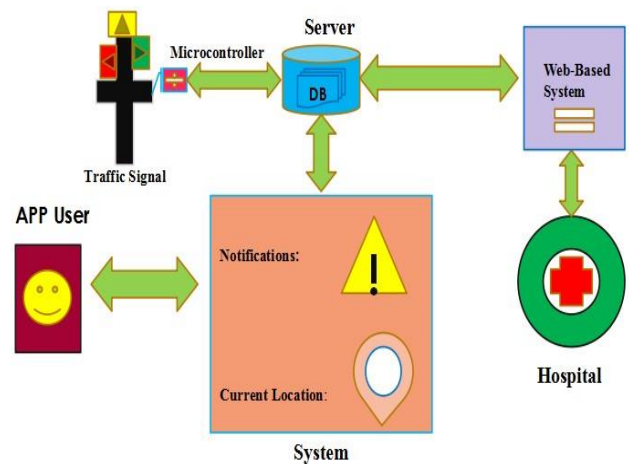 Server
Microcontroller
DB
Web-Based
System
Traffic Signal
APP User
Notifications:
Current Location:
Hospital
System